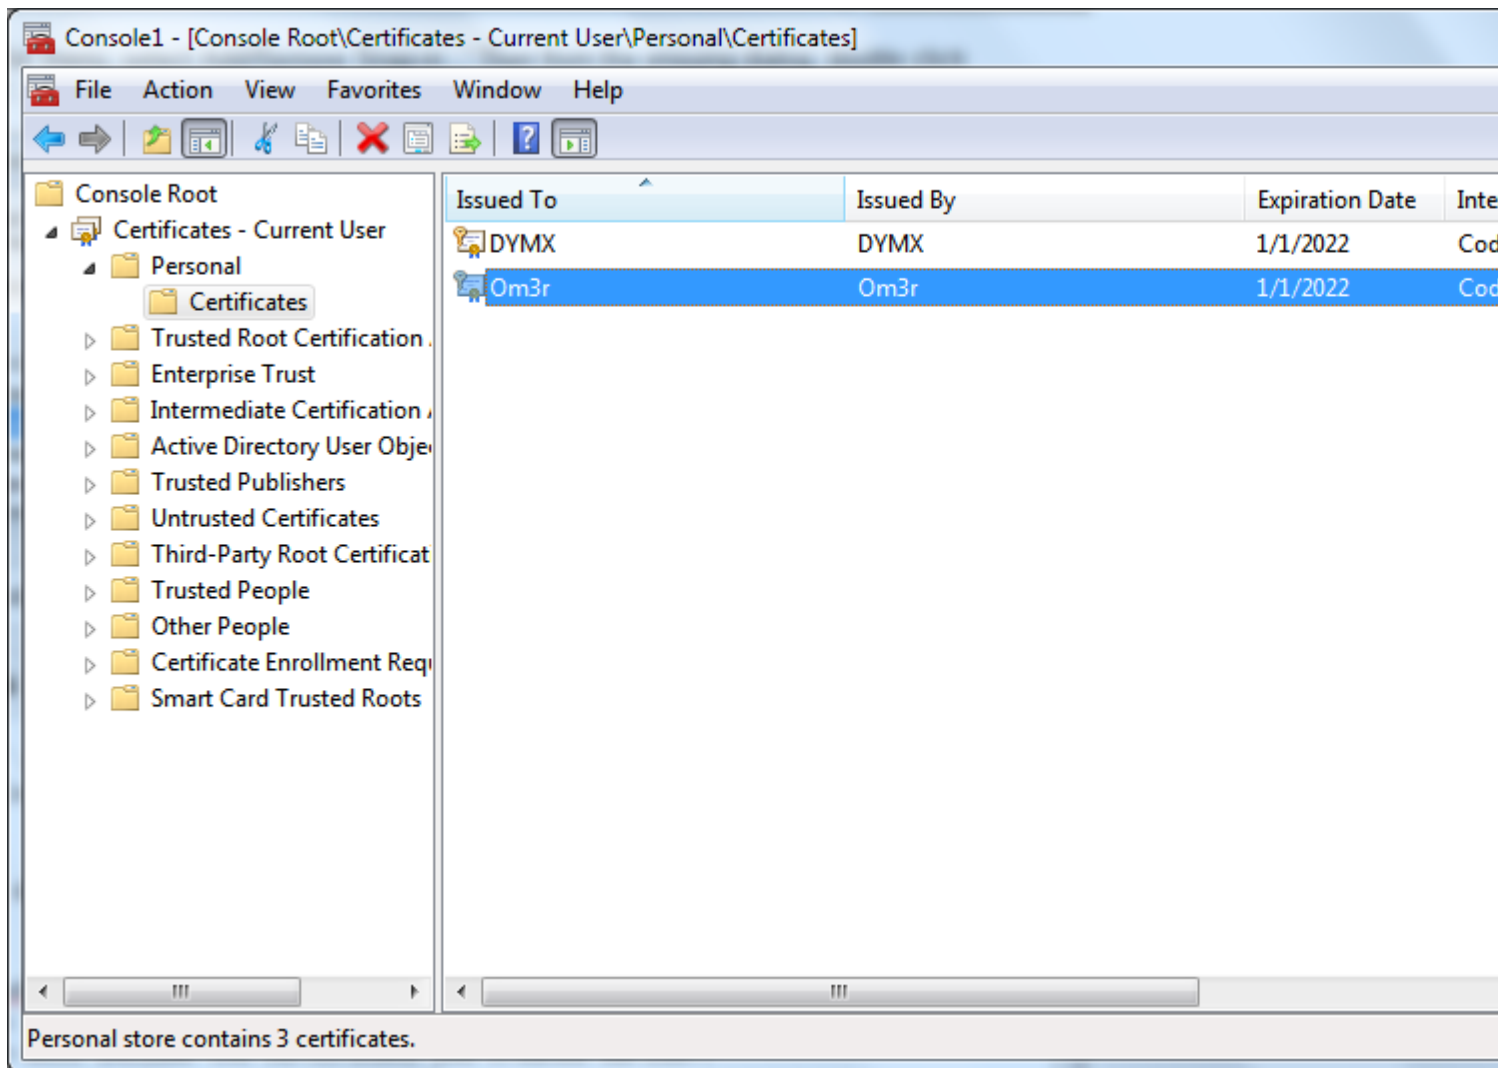 Console1 - [Console Root\Certificates - Current User\Personal\Certificates]
File Action View Favorites Window Help
Console Root
Certificates - Current User
Personal
Certificates
Trusted Root Certification
Enterprise Trust
Intermediate Certification
Active Directory User Obje
Trusted Publishers
Untrusted Certificates
Third-Party Root Certificat
Trusted People
Other People
Certificate Enrollment Requ
Smart Card Trusted Roots
Issued To Issued By Expiration Date Inte
DYMX DYMX 1/1/2022 Cod
Om3r Om3r 1/1/2022 Cod
Personal store contains 3 certificates.